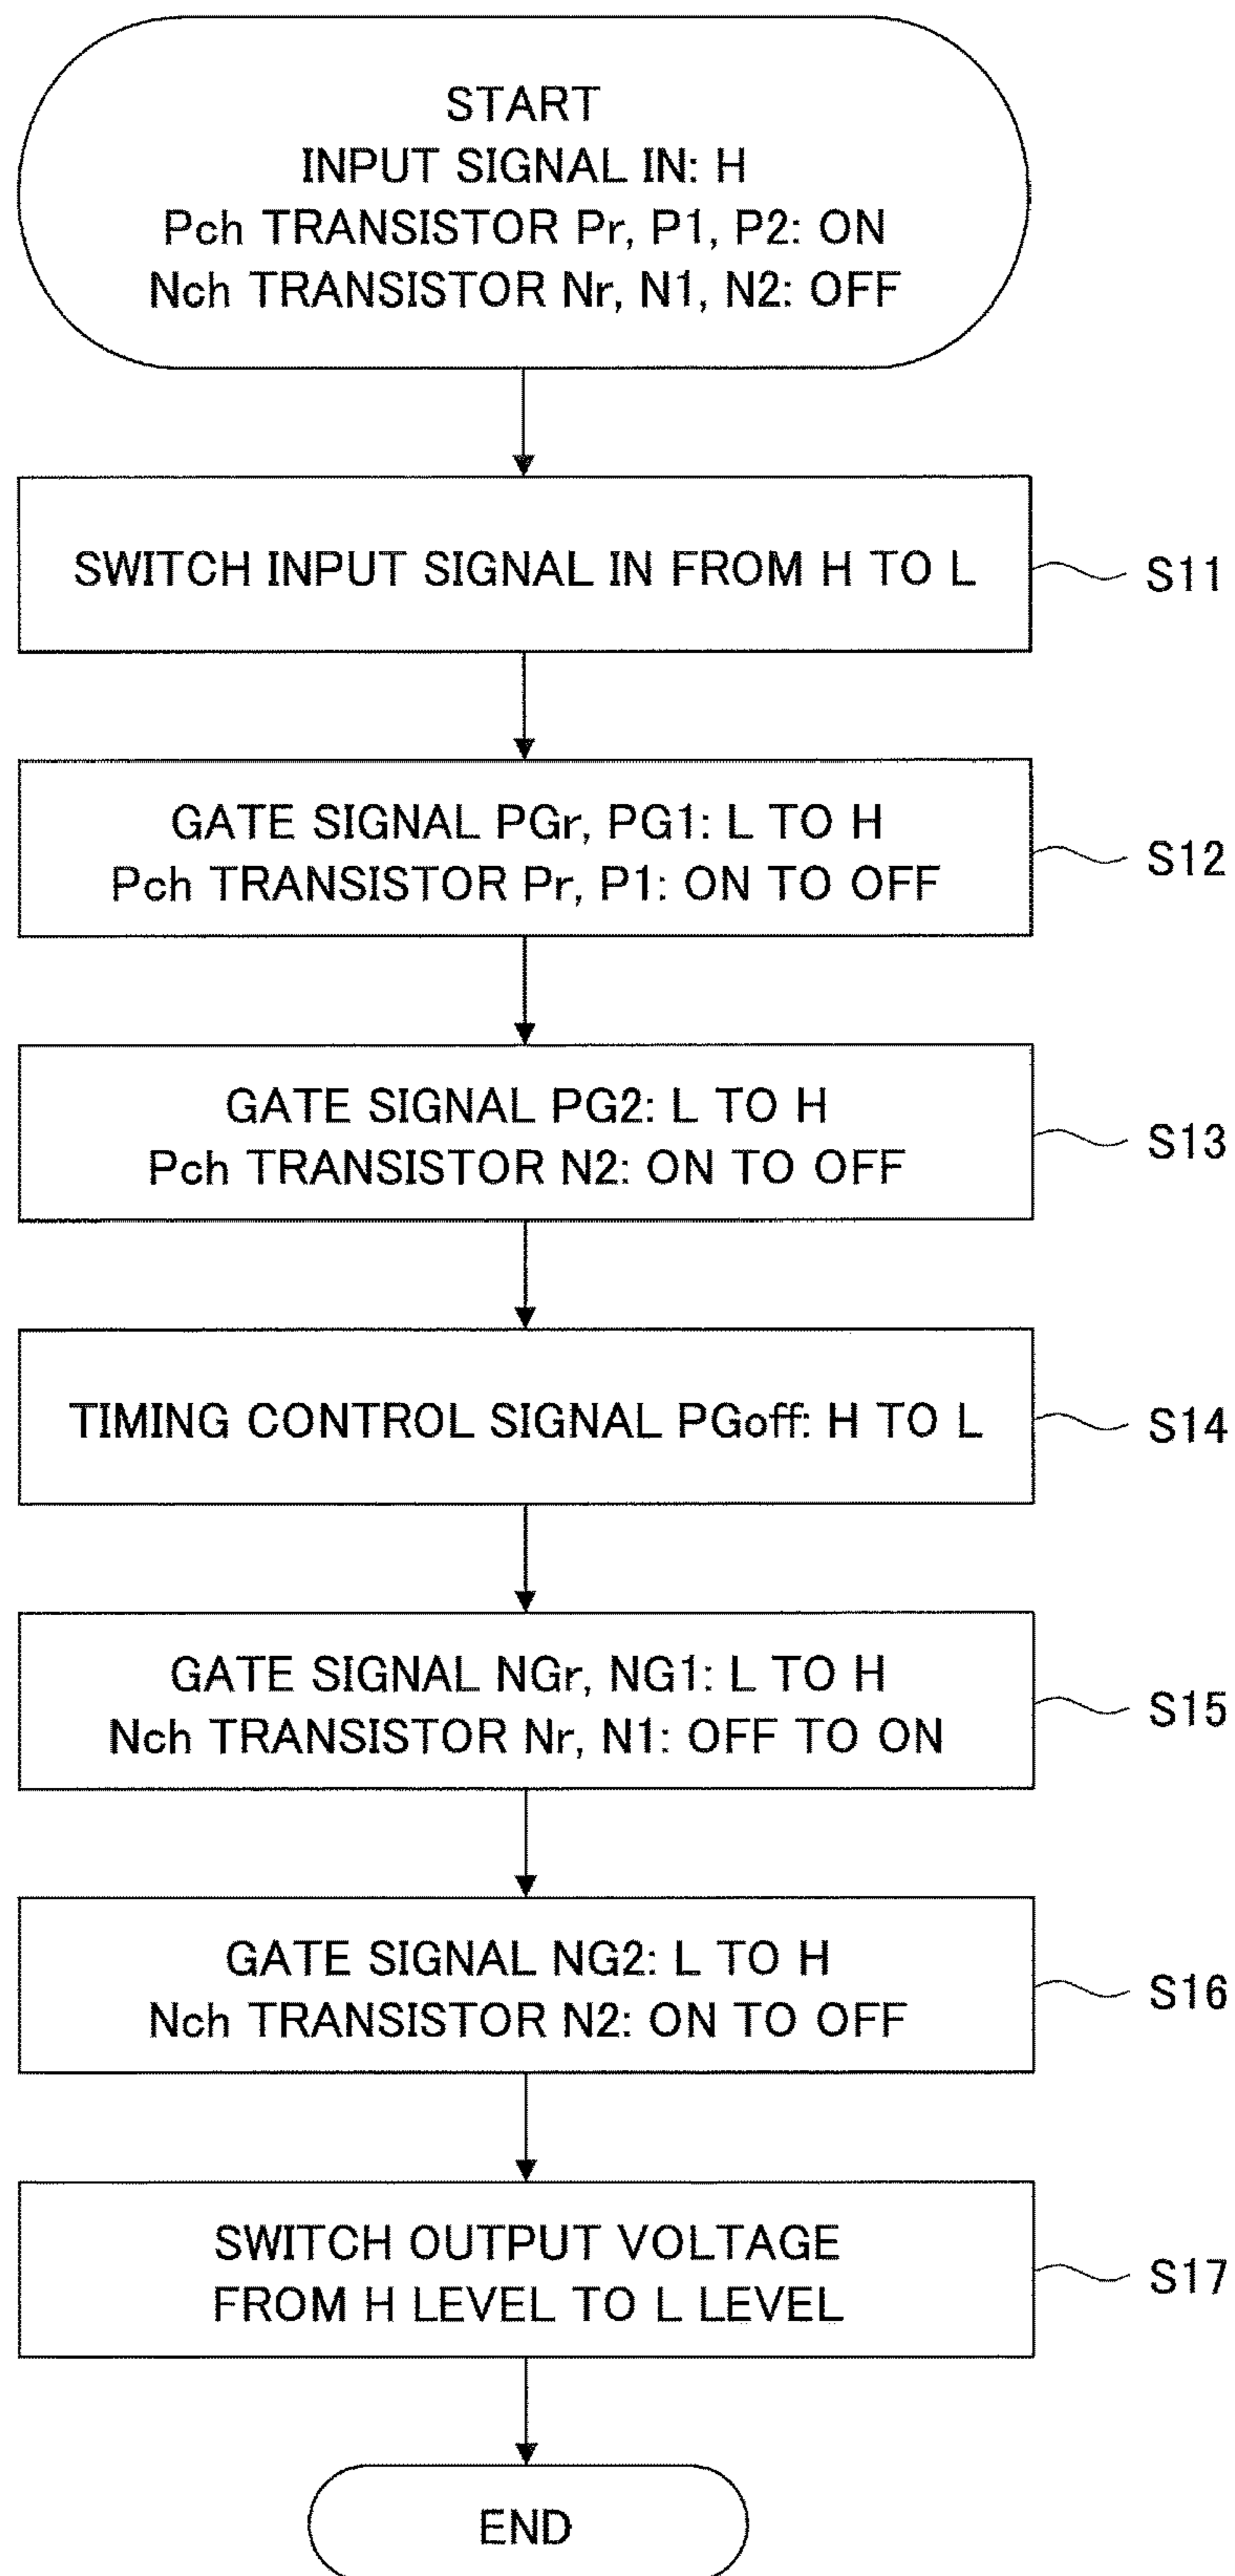 START
INPUT SIGNAL IN: H
Pch TRANSISTOR Pr, P1, P2: ON
Nch TRANSISTOR Nr, N1, N2: OFF
SWITCH INPUT SIGNAL IN FROM H TO L
S11
GATE SIGNAL PGr, PG1: L TO H
Pch TRANSISTOR Pr, P1: ON TO OFF
S12
GATE SIGNAL PG2: L TO H
Pch TRANSISTOR N2: ON TO OFF
S13
TIMING CONTROL SIGNAL PGoff: H TO L
S14
GATE SIGNAL NGr, NG1: L TO H
Nch TRANSISTOR Nr, N1: OFF TO ON
S15
GATE SIGNAL NG2: L TO H
Nch TRANSISTOR N2: ON TO OFF
S16
SWITCH OUTPUT VOLTAGE
FROM H LEVEL TO L LEVEL
S17
END